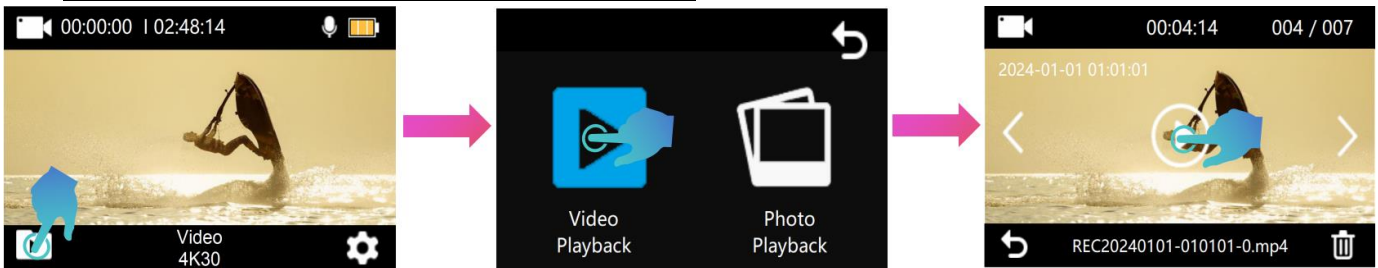 00:00:00 I 02:48:14
Video
4K30
Video
Playback
Photo
Playback
00:04:14 004 / 007
2024-01-01 01:01:01
REC20240101-010101-0.mp4